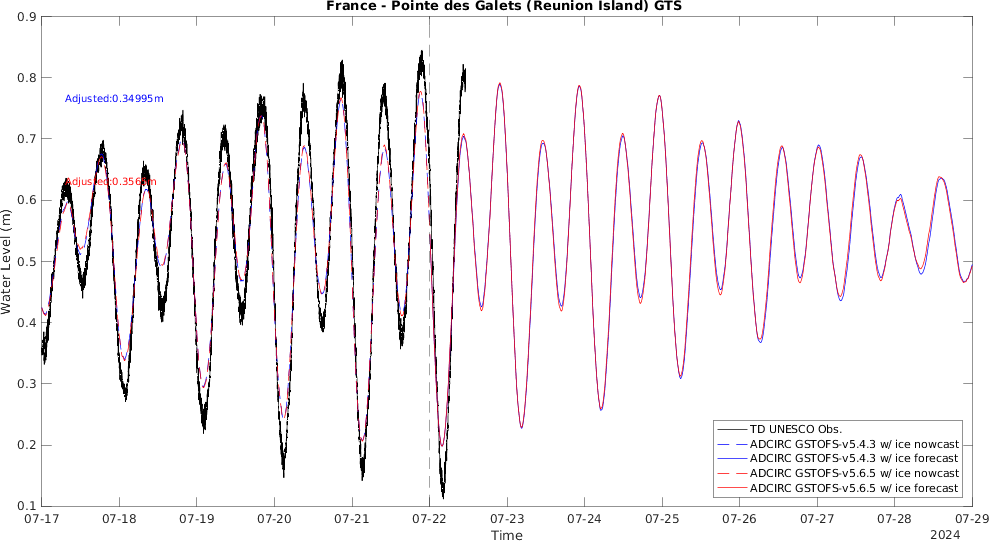 France - Pointe des Galets (Reunion Island) GTS
0.9
0.8
0.7
0.6
0.5
0.4
0.3
0.2
0.1
Water Level (m)
Adjusted:0.34995m
TD UNESCO Obs.
ADCIRC GSTOFS-v5.4.3 w/ ice nowcast
ADCIRC GSTOFS-v5.4.3 w/ ice forecast
ADCIRC GSTOFS-v5.6.5 w/ ice nowcast
ADCIRC GSTOFS-v5.6.5 w/ ice forecast
07-17 07-18 07-19 07-20 07-21 07-22 07-23 07-24 07-25 07-26 07-27 07-28 07-29
Time
2024